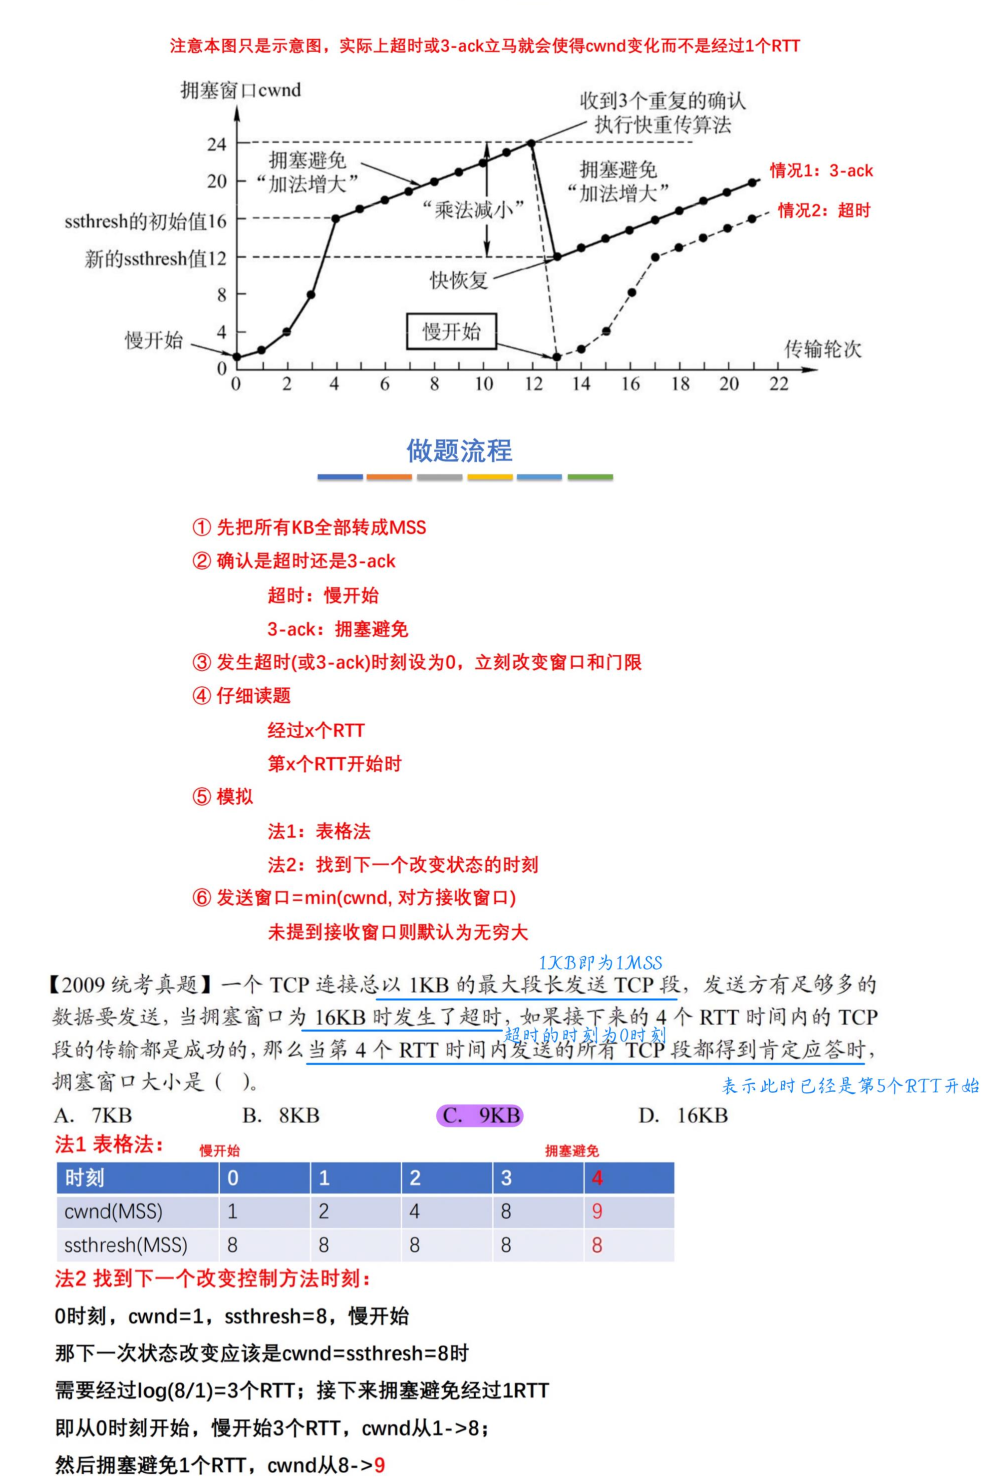 注意本图只是示意图，实际上超时或3-ack立马就会使得cwnd变化而不是经过1个RTT
拥塞窗口cwnd
收到3个重复的确认
执行快重传算法
24
拥塞避免
“加法增大”
拥塞避免
“加法增大”
情况1：3-ack
20
“乘法减小”
情况2：超时
ssthresh的初始值16
新的ssthresh值12
快恢复
8
慢开始
4
慢开始
传输轮次
0
0 2 4 6 8 10 12 14 16 18 20 22
做题流程
① 先把所有KB全部转成MSS
② 确认是超时还是3-ack
超时：慢开始
3-ack：拥塞避免
③ 发生超时(或3-ack)时刻设为0，立刻改变窗口和门限
④ 仔细读题
经过x个RTT
第x个RTT开始时
⑤ 模拟
法1：表格法
法2：找到下一个改变状态的时刻
⑥ 发送窗口=min(cwnd, 对方接收窗口)
未提到接收窗口则默认为无穷大
1KB即为1MSS
【2009 统考真题】一个 TCP 连接总以 1KB 的最大段长发送 TCP 段，发送方有足够多的
数据要发送，当拥塞窗口为 16KB 时发生了超时，如果接下来的 4 个 RTT 时间内的 TCP
超时的时刻为0时刻
段的传输都是成功的，那么当第 4 个 RTT 时间内发送的所有 TCP 段都得到肯定应答时，
拥塞窗口大小是（ ）。
表示此时已经是第5个RTT开始
A. 7KB B. 8KB C. 9KB D. 16KB
法1 表格法：
慢开始 拥塞避免
时刻 0 1 2 3 4
cwnd(MSS) 1 2 4 8 9
ssthresh(MSS) 8 8 8 8 8
法2 找到下一个改变控制方法时刻：
0时刻，cwnd=1，ssthresh=8，慢开始
那下一次状态改变应该是cwnd=ssthresh=8时
需要经过log(8/1)=3个RTT；接下来拥塞避免经过1RTT
即从0时刻开始，慢开始3个RTT，cwnd从1->8；
然后拥塞避免1个RTT，cwnd从8->9